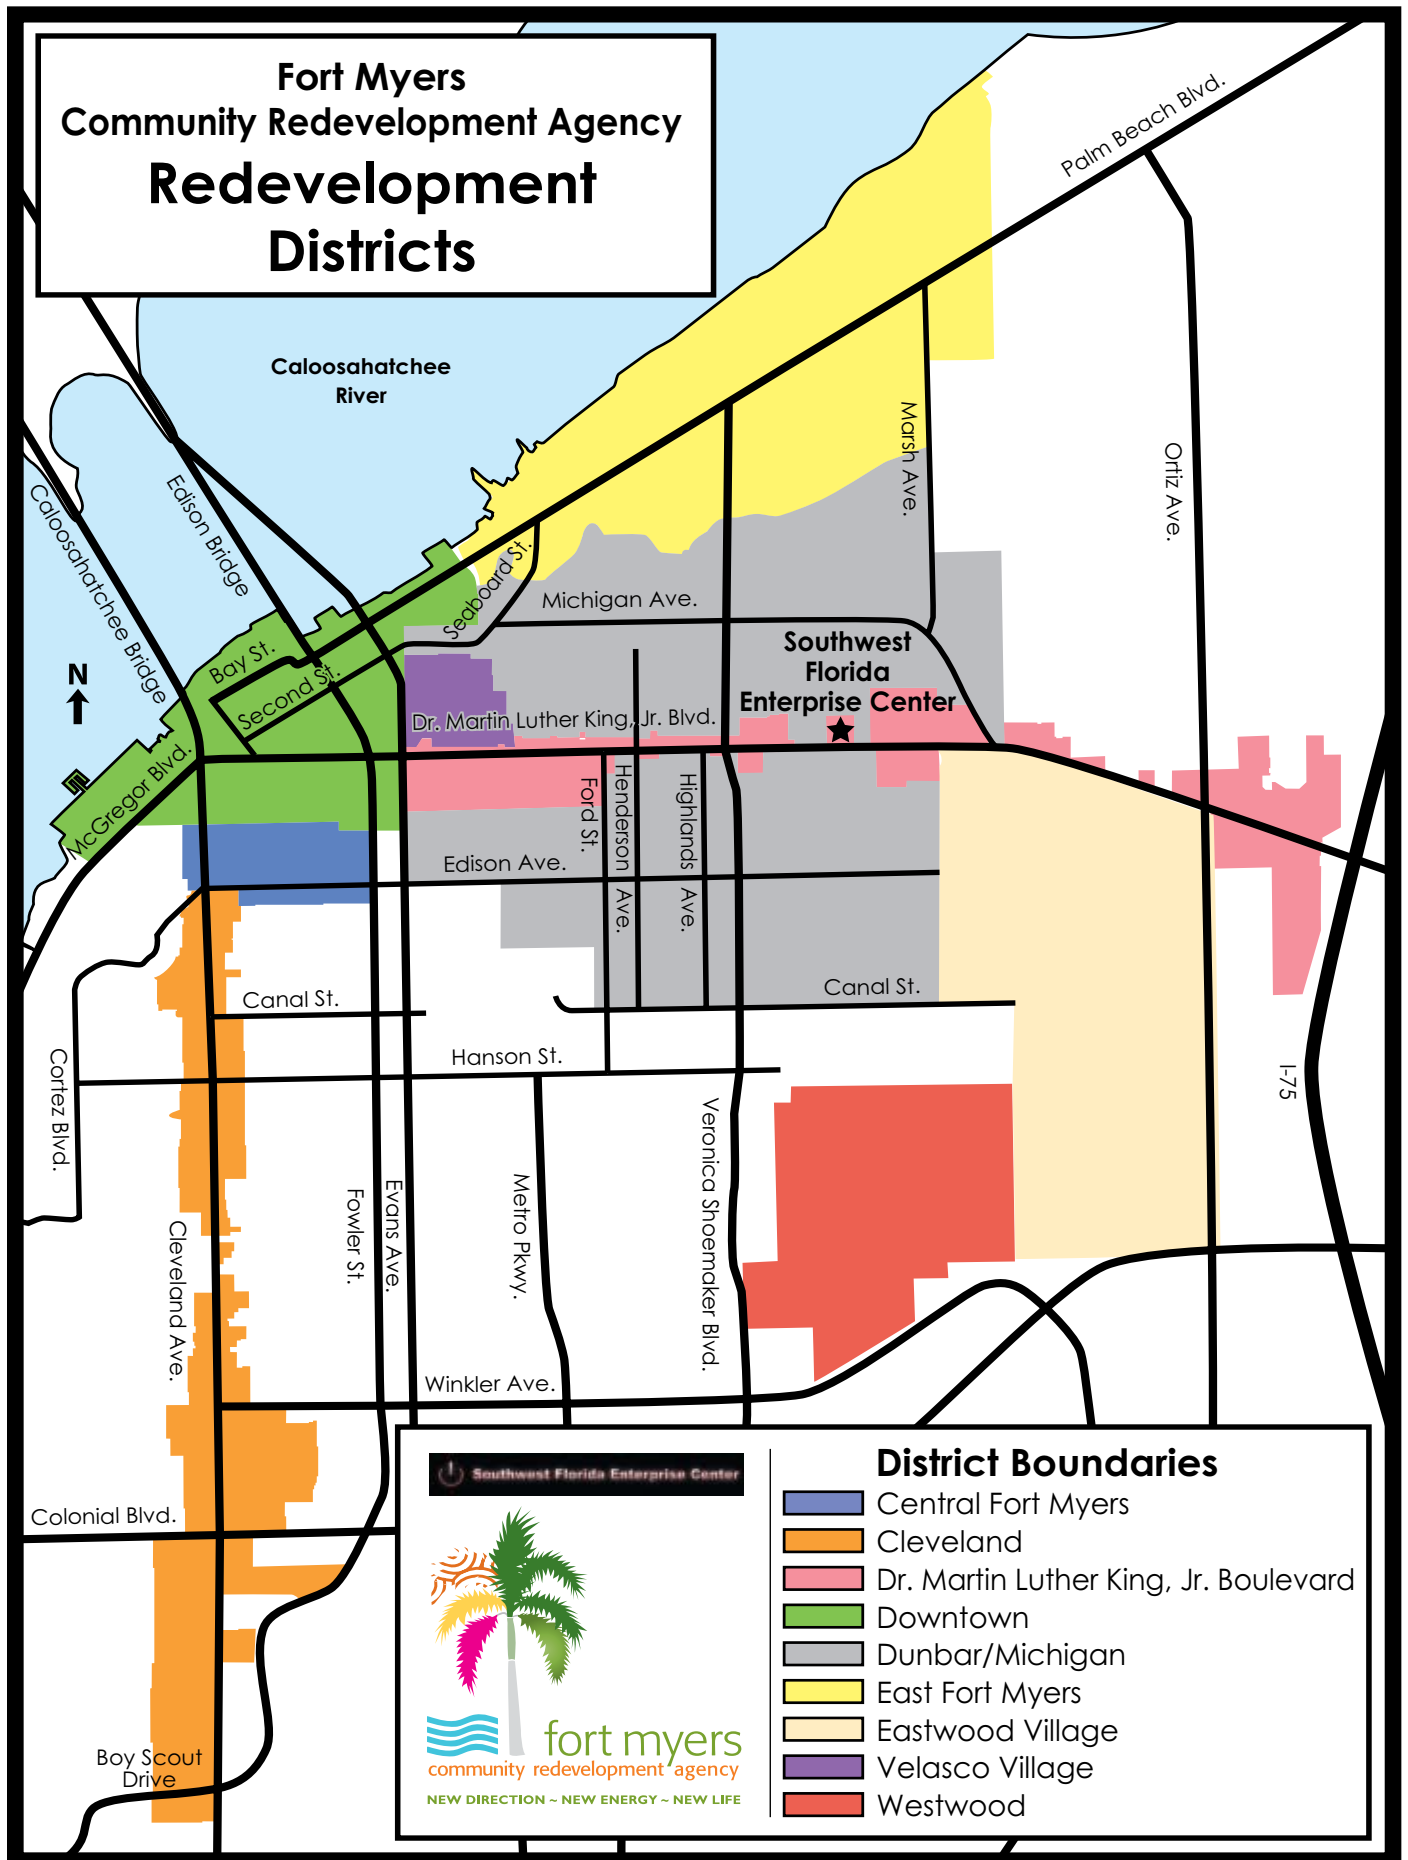 Fort Myers
Community Redevelopment Agency
Redevelopment
Districts
Palm Beach Blvd.
Caloosahatchee
River
Marsh Ave.
Ortiz Ave.
Caloosahatchee Bridge
Edison Bridge
Seaboard St.
Michigan Ave.
N
Bay St.
Second St.
Southwest
Florida
Enterprise Center
Dr. Martin Luther King, Jr. Blvd.
McGregor Blvd.
Ford St.
Henderson Ave.
Highlands Ave.
Edison Ave.
Canal St.
Canal St.
Hanson St.
Cortez Blvd.
I-75
Veronica Shoemaker Blvd.
Metro Pkwy.
Fowler St.
Evans Ave.
Cleveland Ave.
Winkler Ave.
Colonial Blvd.
Boy Scout
Drive
Southwest Florida Enterprise Center
fort myers
community redevelopment agency
NEW DIRECTION ~ NEW ENERGY ~ NEW LIFE
District Boundaries
Central Fort Myers
Cleveland
Dr. Martin Luther King, Jr. Boulevard
Downtown
Dunbar/Michigan
East Fort Myers
Eastwood Village
Velasco Village
Westwood